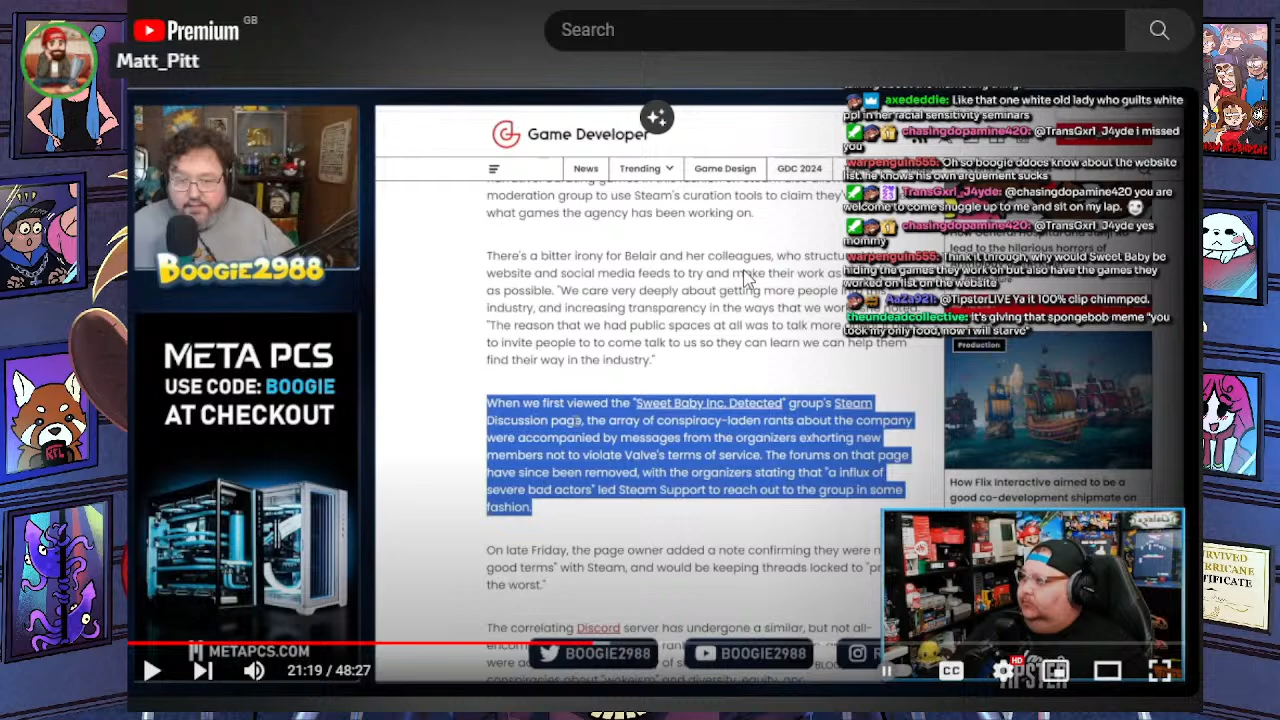 Premium GB
Search
Matt_Pitt
BOOGIE2988
META PCS
USE CODE: BOOGIE
AT CHECKOUT
METAPCS.COM
Game Developer
News
Trending
Game Design
GDC 2024
moderation group to use Steam's curation tools to claim they
what games the agency has been working on.
There's a bitter irony for Belair and her colleagues, who
website and social media feeds to try and make their work as
as possible. "We care very deeply about getting more people
industry, and increasing transparency in the ways that we
"The reason that we had public spaces at all was to talk more
to invite people to to come talk to us so they can learn we can help them
find their way in the industry."
When we first viewed the "Sweet Baby Inc. Detected" group's Steam
Discussion page, the array of conspiracy-laden rants about the company
were accompanied by messages from the organizers exhorting new
members not to violate Valve's terms of service. The forums on that page
have since been removed, with the organizers stating that "a influx of
severe bad actors" led Steam Support to reach out to the group in some
fashion.
On late Friday, the page owner added a note confirming they were
good terms" with Steam, and would be keeping threads locked to
the worst."
The correlating Discord server has undergone a similar, but not all-
axededdie: Like that one white old lady who guilts white
ppl in her racial sensitivity seminars
chasingdopamine420: @TransGxrl_J4yde i missed
you
warpenguin555: Oh so boogie ddoes know about the website
list. he knows his own arguement sucks
TransGxrl_J4yde: @chasingdopamine420 you are
welcome to come snuggle up to me and sit on my lap.
chasingdopamine420: @TransGxrl_J4yde yes
mommy
warpenguin555: Think it through, why would Sweet Baby be
hiding the games they work on but also have the games they
worked on list on the website
AaZa921: @TipsterLIVE Ya it 100% clip chimmped.
theundeadcollective: It's giving that spongebob meme "you
took my only food, now I will starve"
lead to the hilarious horrors of
Production
How Flix Interactive aimed to be a
good co-development shipmate on
BOOGIE2988
BOOGIE2988
21:19 / 48:27
CC
HD
TIPSTER